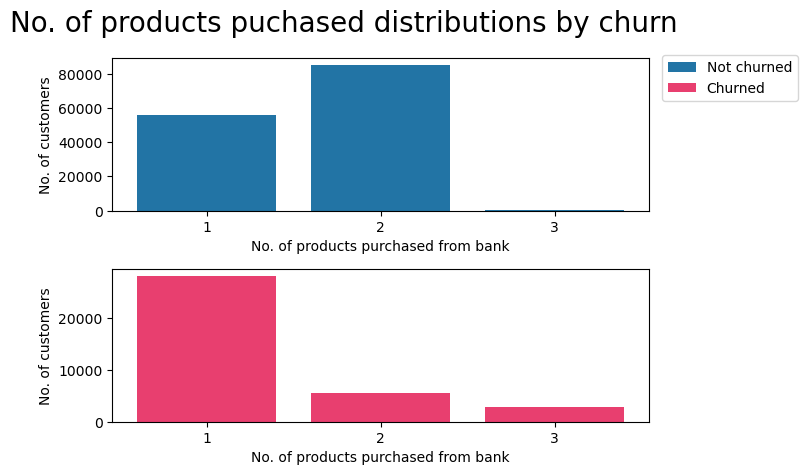 No. of products puchased distributions by churn
Not churned
Churned
80000
60000
40000
20000
0
No. of customers
1 2 3
No. of products purchased from bank
20000
10000
0
No. of customers
1 2 3
No. of products purchased from bank